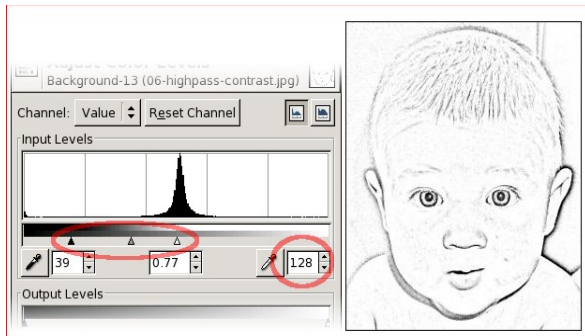 Adjust Color Levels
Background-13 (06-highpass-contrast.jpg)
Channel: Value Reset Channel
Input Levels
39 0.77 128
Output Levels